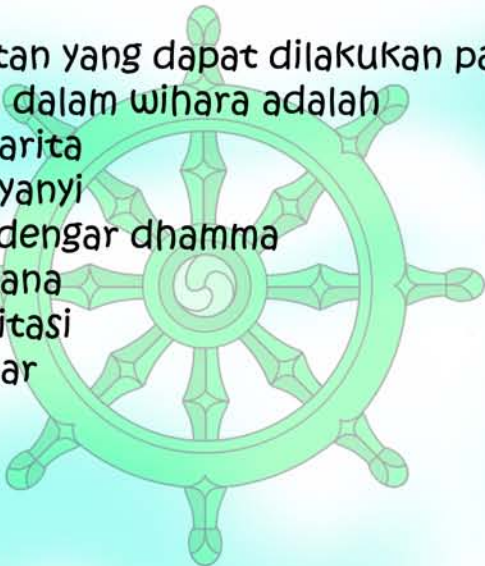 tan yang dapat dilakukan pa
dalam wihara adalah
arita
yanyi
dengar dhamma
ana
itasi
ar